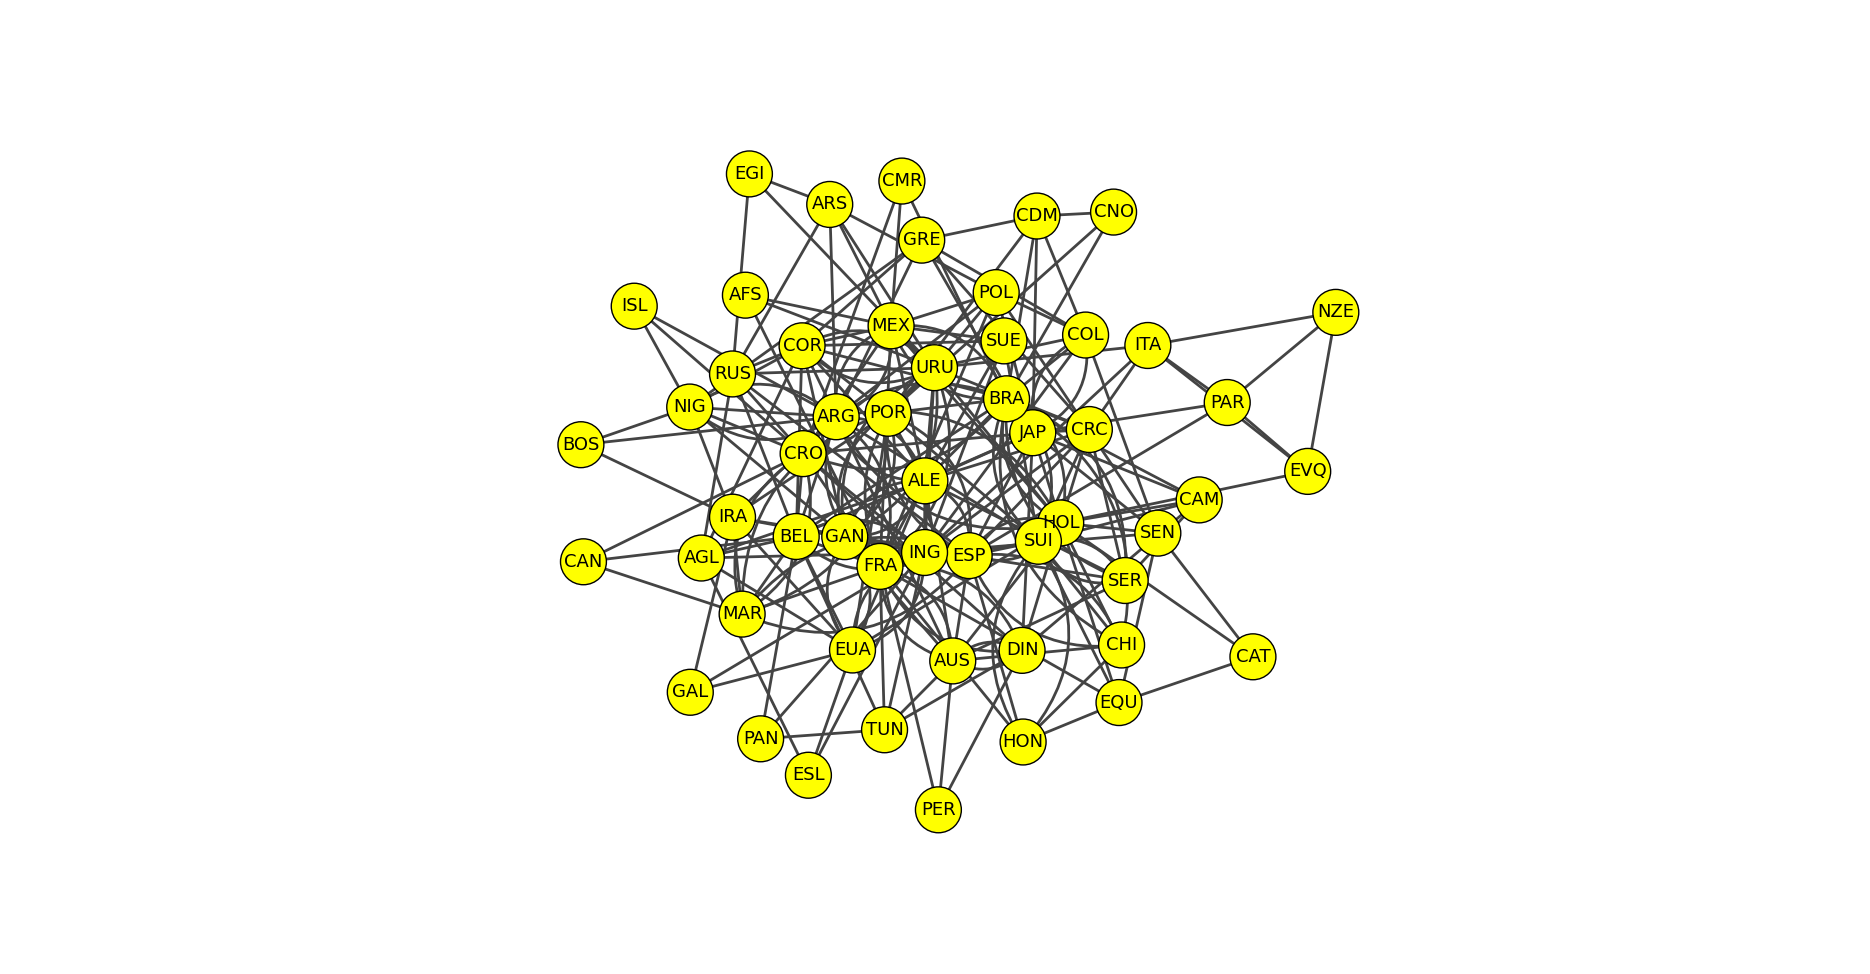 EGI
CMR
ARS
CNO
CDM
GRE
POL
AFS
ISL
NZE
MEX
COL
SUE
ITA
COR
URU
RUS
BRA
PAR
NIG
POR
ARG
CRC
JAP
BOS
CRO
EVQ
ALE
CAM
IRA
HOL
SEN
BEL
GAN
SUI
ING
ESP
AGL
CAN
FRA
SER
MAR
CHI
EUA
DIN
CAT
AUS
GAL
EQU
TUN
PAN
HON
ESL
PER